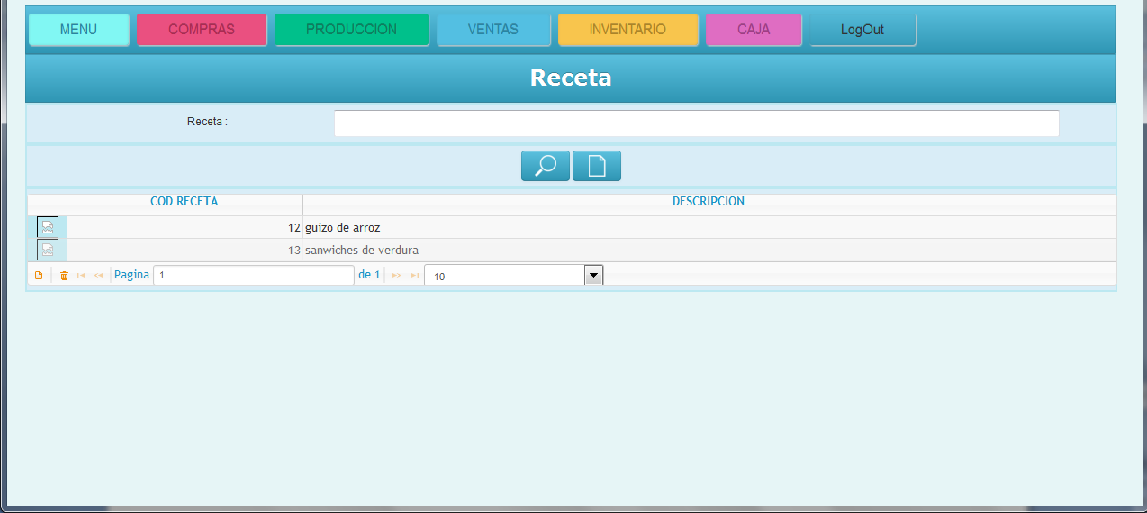 MENU COMPRAS PRODUCCION VENTAS INVENTARIO CAJA LogOut
Receta
Receta :
COD RECETA DESCRIPCION
12 guizo de arroz
13 sanwiches de verdura
Pagina 1 de 1 10